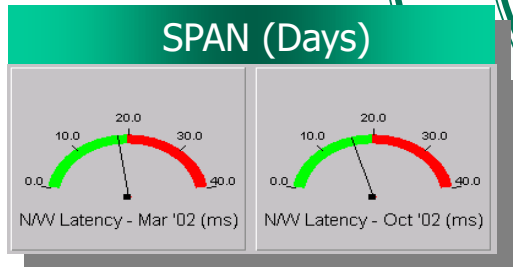 SPAN (Days)
20.0
10.0 30.0
0.0 40.0
N/W Latency - Mar '02 (ms)
20.0
10.0 30.0
0.0 40.0
N/W Latency - Oct '02 (ms)